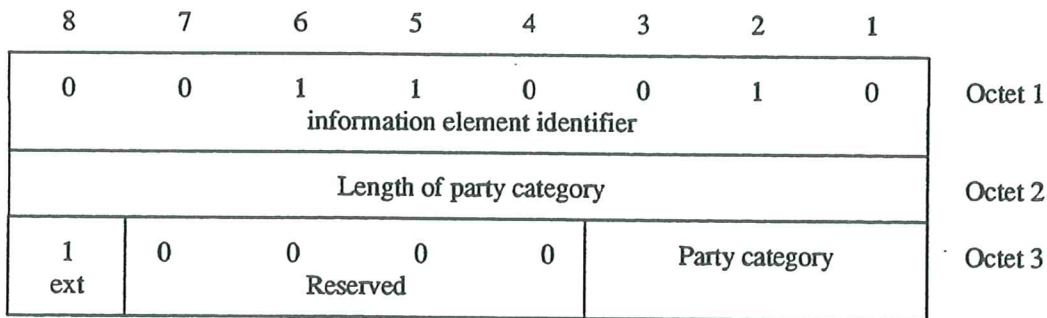 8 7 6 5 4 3 2 1
0 0 1 1 0 0 1 0 Octet 1
information element identifier
Length of party category Octet 2
1 0 0 0 0 Party category Octet 3
ext Reserved